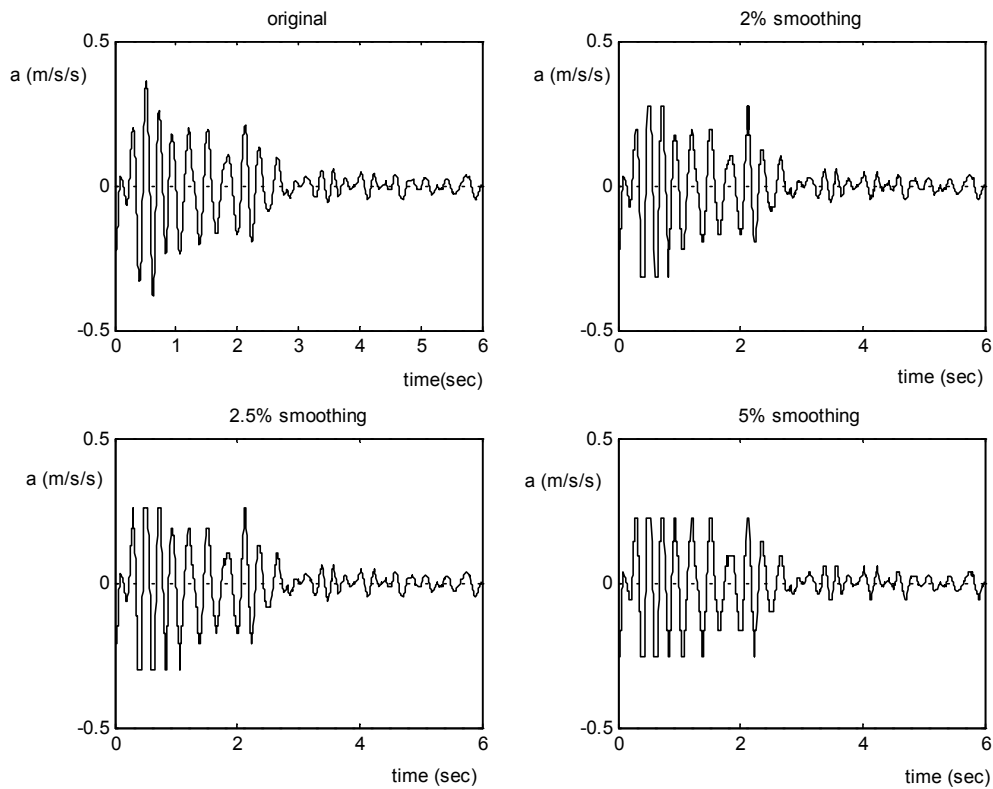 original
0.5
a (m/s/s)
0
-0.5
0 1 2 3 4 5 6
time(sec)
2% smoothing
0.5
a (m/s/s)
0
-0.5
0 2 4 6
time (sec)
2.5% smoothing
0.5
a (m/s/s)
0
-0.5
0 2 4 6
time (sec)
5% smoothing
0.5
a (m/s/s)
0
-0.5
0 2 4 6
time (sec)